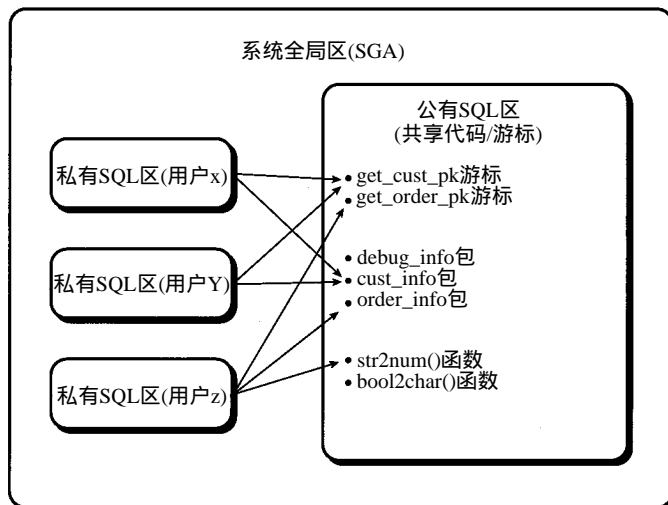 系统全局区(SGA)
公有SQL区
(共享代码/游标)
私有SQL区(用户x)
私有SQL区(用户Y)
私有SQL区(用户z)
• get_cust_pk游标
• get_order_pk游标
• debug_info包
• cust_info包
• order_info包
• str2num()函数
• bool2char()函数